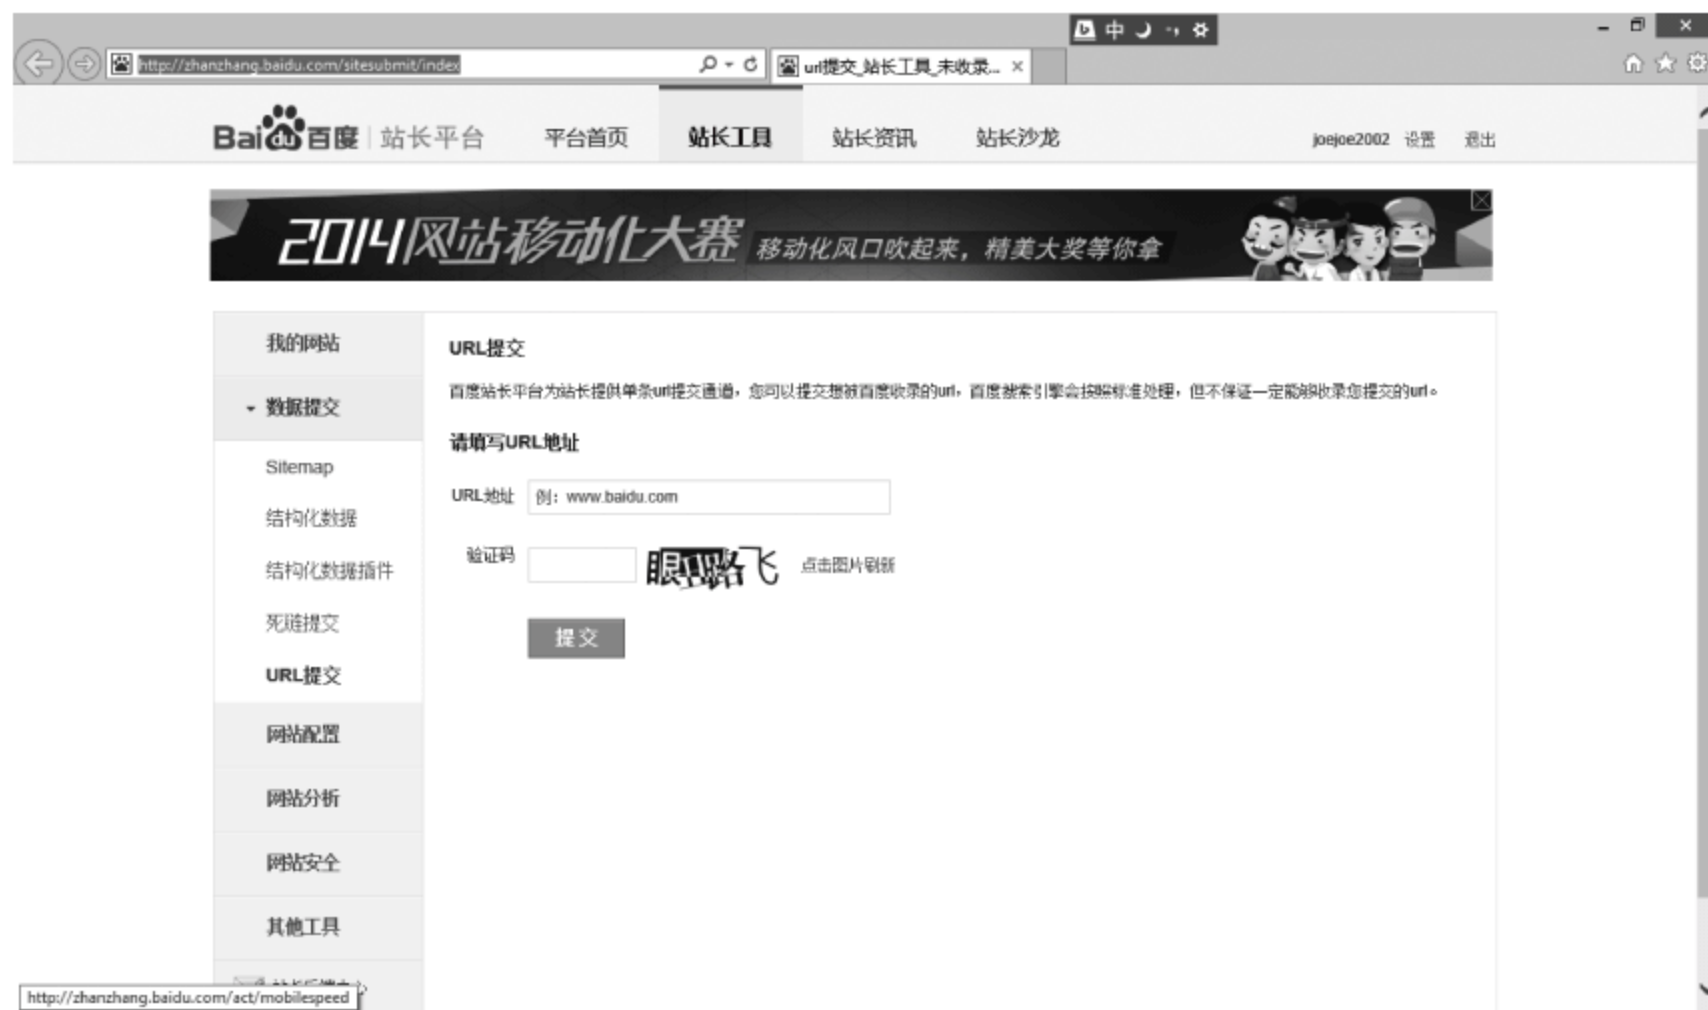 中
http://zhanzhang.baidu.com/sitesubmit/index
url提交_站长工具_未收录...
Bai du 百度 站长平台
平台首页
站长工具
站长资讯
站长沙龙
joejoe2002 设置 退出
2014网站移动化大赛 移动化风口吹起来，精美大奖等你拿
我的网站
数据提交
Sitemap
结构化数据
结构化数据插件
死链提交
URL提交
网站配置
网站分析
网站安全
其他工具
URL提交
百度站长平台为站长提供单条url提交通道，您可以提交想被百度收录的url，百度搜索引擎会按照标准处理，但不保证一定能够收录您提交的url。
请填写URL地址
URL地址 例：www.baidu.com
验证码 点击图片刷新
提交
http://zhanzhang.baidu.com/act/mobilespeed